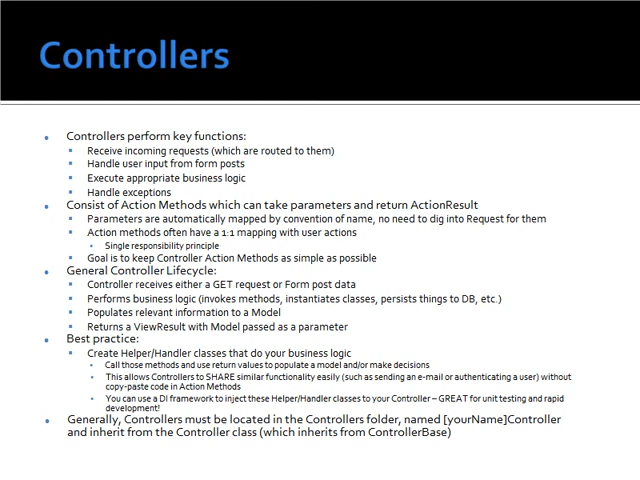 Controllers
Controllers perform key functions:
Receive incoming requests (which are routed to them)
Handle user input from form posts
Execute appropriate business logic
Handle exceptions
Consist of Action Methods which can take parameters and return ActionResult
Parameters are automatically mapped by convention of name, no need to dig into Request for them
Action methods often have a 1:1 mapping with user actions
Single responsibility principle
Goal is to keep Controller Action Methods as simple as possible
General Controller Lifecycle:
Controller receives either a GET request or Form post data
Performs business logic (invokes methods, instantiates classes, persists things to DB, etc.)
Populates relevant information to a Model
Returns a ViewResult with Model passed as a parameter
Best practice:
Create Helper/Handler classes that do your business logic
Call those methods and use return values to populate a model and/or make decisions
This allows Controllers to SHARE similar functionality easily (such as sending an e-mail or authenticating a user) without
copy-paste code in Action Methods
You can use a DI framework to inject these Helper/Handler classes to your Controller – GREAT for unit testing and rapid
development!
Generally, Controllers must be located in the Controllers folder, named [yourName]Controller
and inherit from the Controller class (which inherits from ControllerBase)